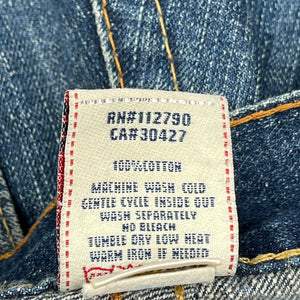 RN#112790
CA#30427
100%COTTON
MACHINE WASH COLD
GENTLE CYCLE INSIDE OUT
WASH SEPARATELY
NO BLEACH
TUMBLE DRY LOW HEAT
WARM IRON IF NEEDED